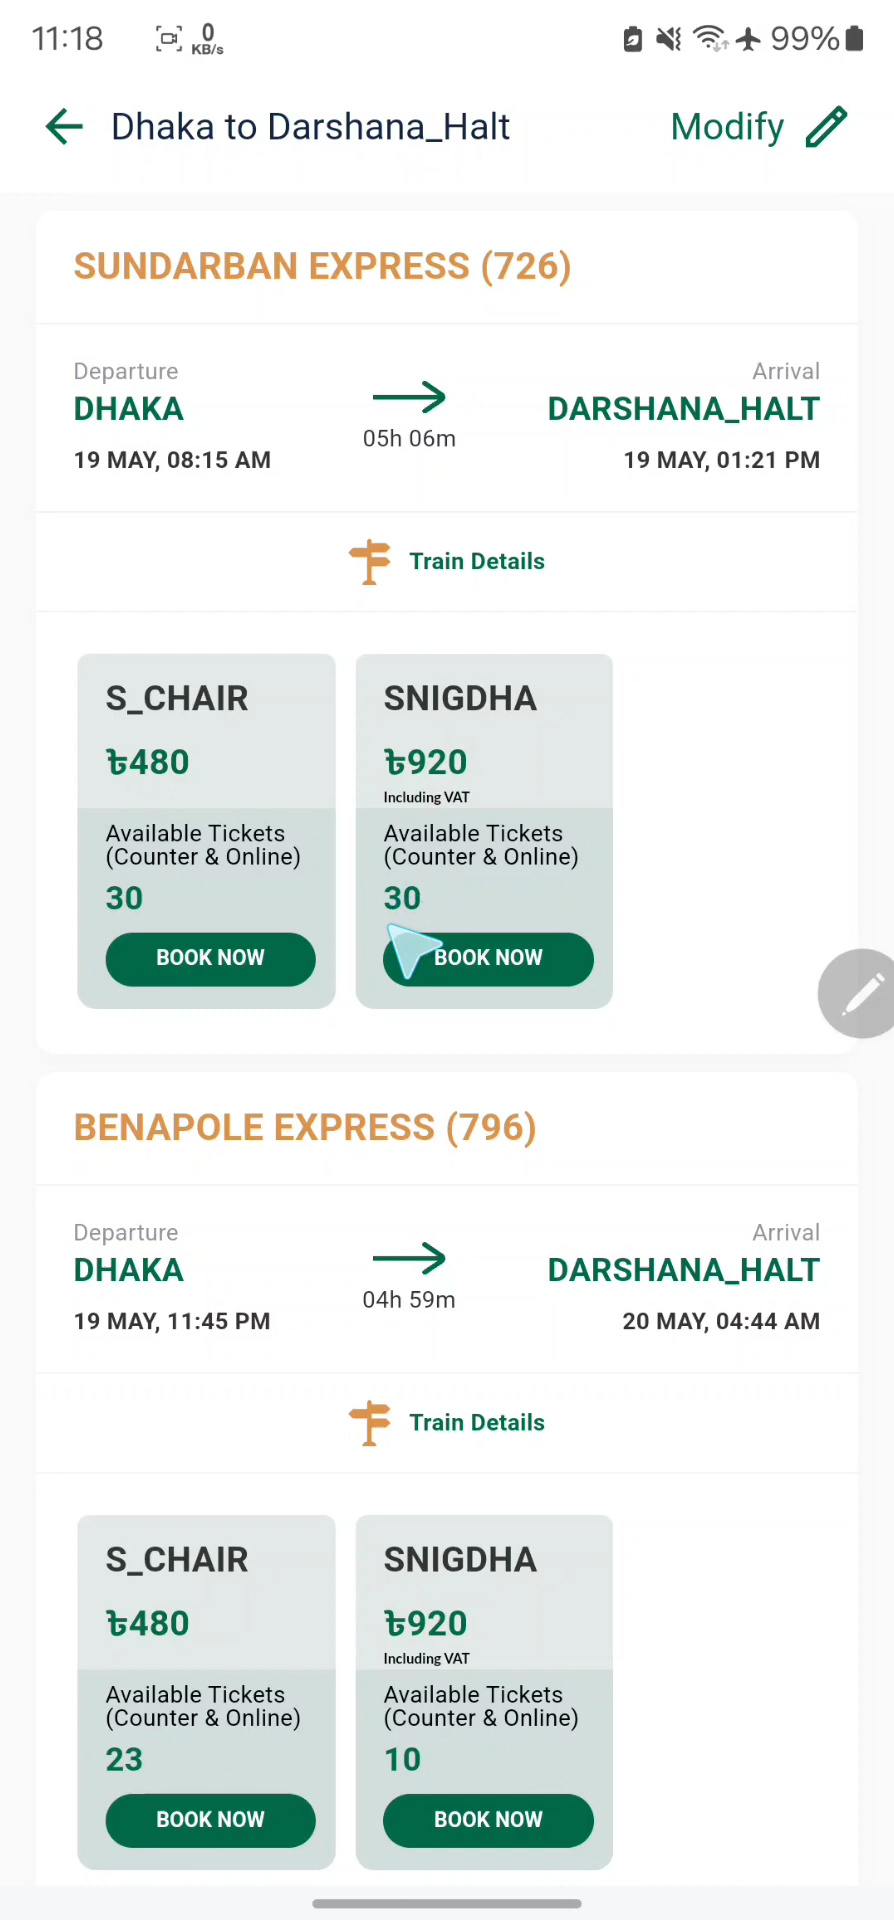 11:18
0
KB/s
99%
Dhaka to Darshana_Halt
Modify
SUNDARBAN EXPRESS (726)
Departure
Arrival
DHAKA
DARSHANA_HALT
05h 06m
19 MAY, 08:15 AM
19 MAY, 01:21 PM
Train Details
S_CHAIR
৳480
Available Tickets
(Counter & Online)
30
BOOK NOW
SNIGDHA
৳920
Including VAT
Available Tickets
(Counter & Online)
30
BOOK NOW
BENAPOLE EXPRESS (796)
Departure
Arrival
DHAKA
DARSHANA_HALT
04h 59m
19 MAY, 11:45 PM
20 MAY, 04:44 AM
Train Details
S_CHAIR
৳480
Available Tickets
(Counter & Online)
23
BOOK NOW
SNIGDHA
৳920
Including VAT
Available Tickets
(Counter & Online)
10
BOOK NOW